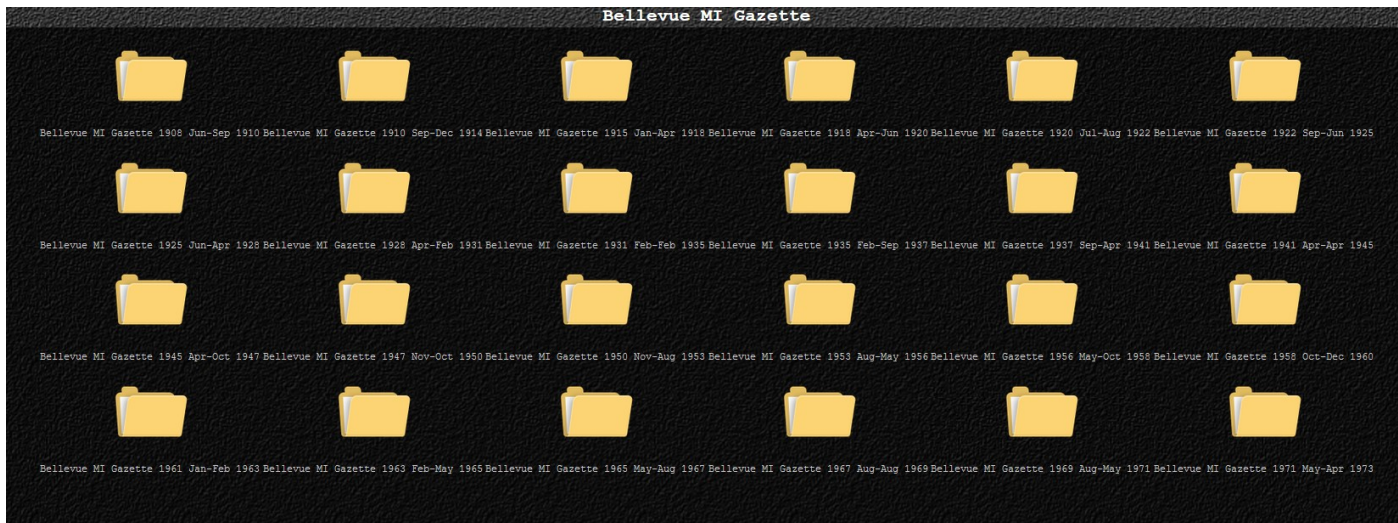 Bellevue MI Gazette
Bellevue MI Gazette 1908 Jun-Sep 1910 Bellevue MI Gazette 1910 Sep-Dec 1914 Bellevue MI Gazette 1915 Jan-Apr 1918 Bellevue MI Gazette 1918 Apr-Jun 1920 Bellevue MI Gazette 1920 Jul-Aug 1922 Bellevue MI Gazette 1922 Sep-Jun 1925
Bellevue MI Gazette 1925 Jun-Apr 1928 Bellevue MI Gazette 1928 Apr-Feb 1931 Bellevue MI Gazette 1931 Feb-Feb 1935 Bellevue MI Gazette 1935 Feb-Sep 1937 Bellevue MI Gazette 1937 Sep-Apr 1941 Bellevue MI Gazette 1941 Apr-Apr 1945
Bellevue MI Gazette 1945 Apr-Oct 1947 Bellevue MI Gazette 1947 Nov-Oct 1950 Bellevue MI Gazette 1950 Nov-Aug 1953 Bellevue MI Gazette 1953 Aug-May 1956 Bellevue MI Gazette 1956 May-Oct 1958 Bellevue MI Gazette 1958 Oct-Dec 1960
Bellevue MI Gazette 1961 Jan-Feb 1963 Bellevue MI Gazette 1963 Feb-May 1965 Bellevue MI Gazette 1965 May-Aug 1967 Bellevue MI Gazette 1967 Aug-Aug 1969 Bellevue MI Gazette 1969 Aug-May 1971 Bellevue MI Gazette 1971 May-Apr 1973